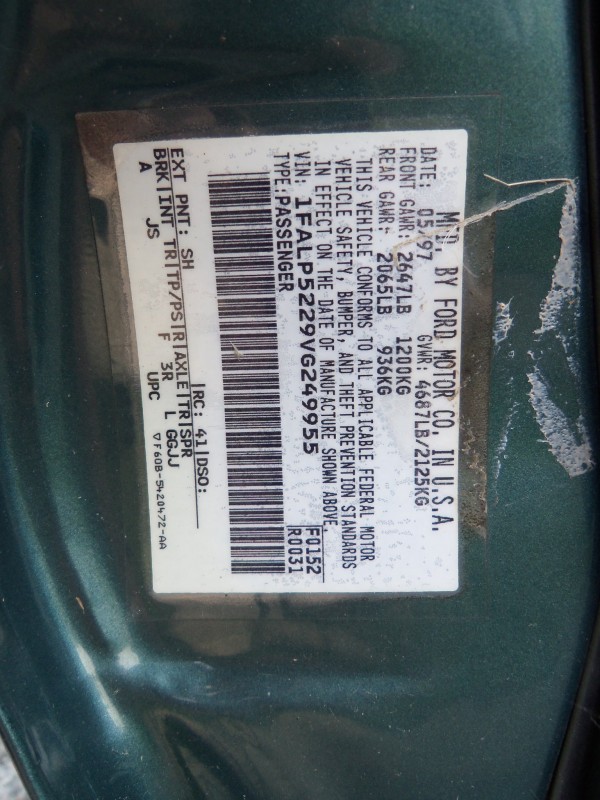 MFD. BY FORD MOTOR CO. IN U.S.A.
DATE: 05/97 GVWR: 4687LB/2125KG
FRONT GAWR: 2647LB 1200KG
REAR GAWR: 2065LB 936KG
THIS VEHICLE CONFORMS TO ALL APPLICABLE FEDERAL MOTOR
VEHICLE SAFETY, BUMPER, AND THEFT PREVENTION STANDARDS
IN EFFECT ON THE DATE OF MANUFACTURE SHOWN ABOVE.
VIN: 1FALP5229VG249955 F0152
TYPE:PASSENGER R0031
EXT PNT: SH |RC: 41|DSO:
BRK|INT TR|TP/PS|R|AXLE|TR|SPR
A JS F 3R L GGJJ
UPC ▽F60B-5420472-AA